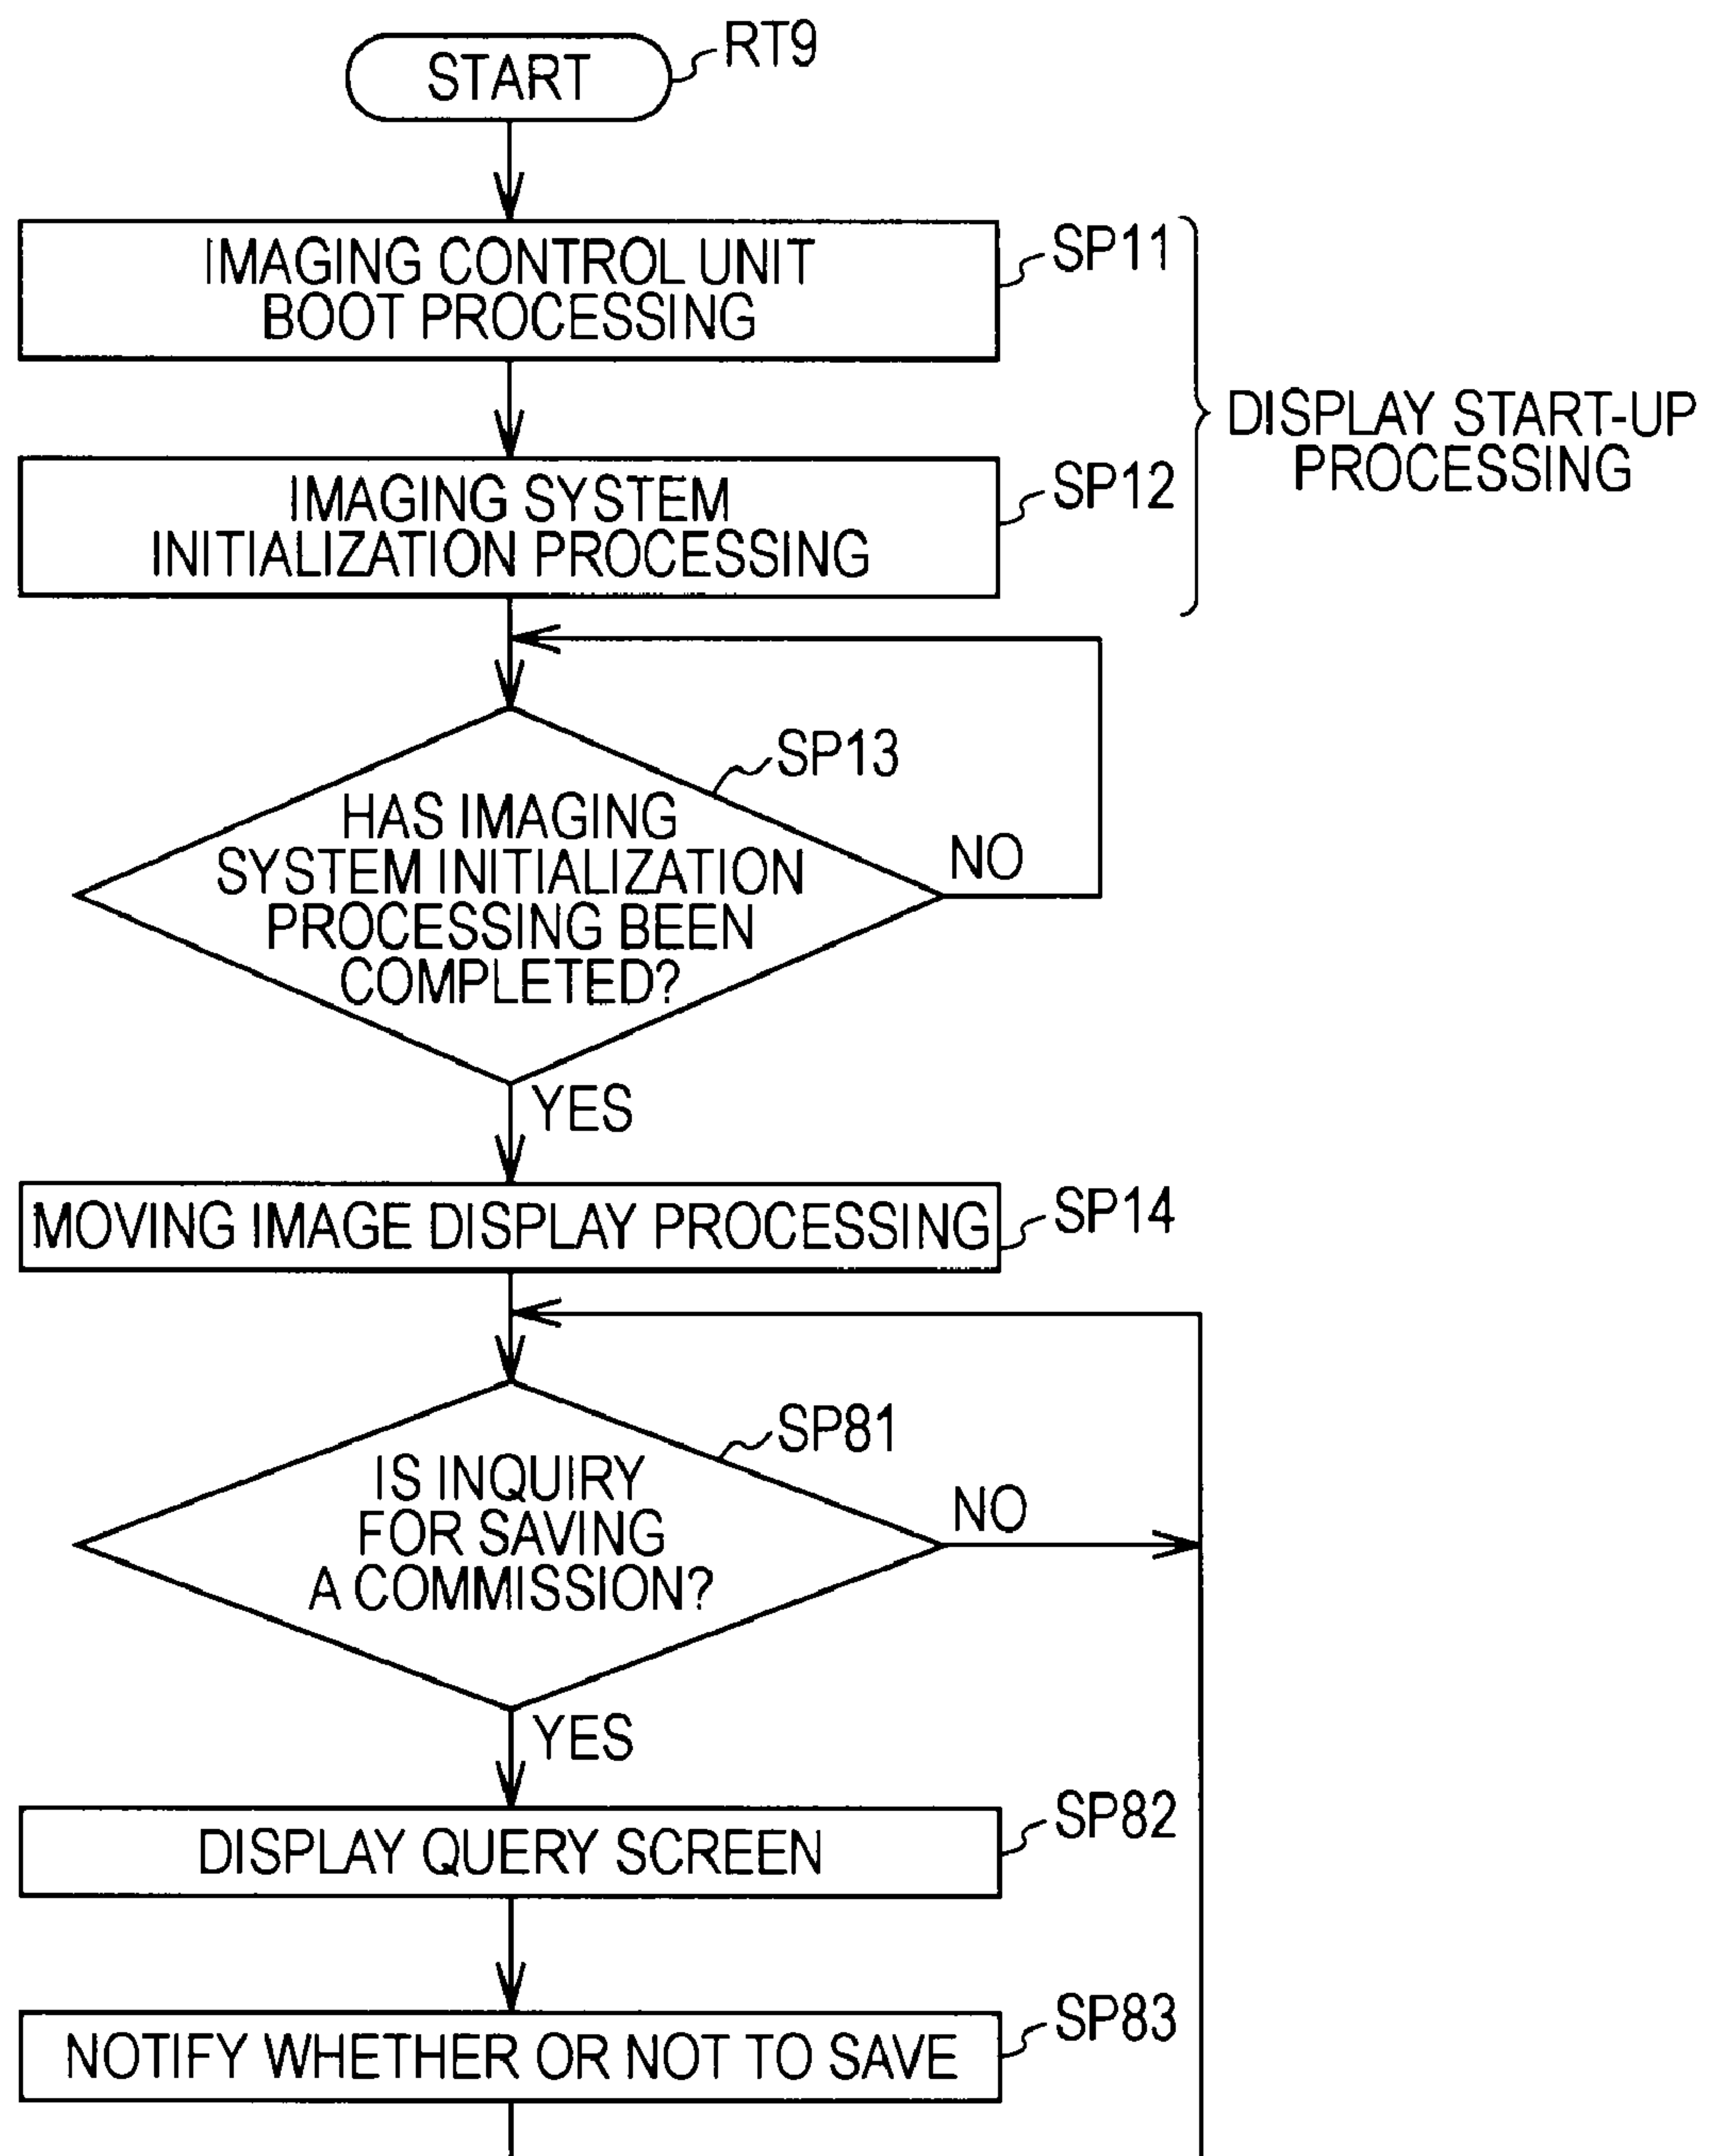 START
RT9
IMAGING CONTROL UNIT
BOOT PROCESSING
SP11
DISPLAY START-UP
PROCESSING
IMAGING SYSTEM
INITIALIZATION PROCESSING
SP12
SP13
HAS IMAGING
SYSTEM INITIALIZATION
PROCESSING BEEN
COMPLETED?
NO
YES
MOVING IMAGE DISPLAY PROCESSING
SP14
SP81
IS INQUIRY
FOR SAVING
A COMMISSION?
NO
YES
DISPLAY QUERY SCREEN
SP82
NOTIFY WHETHER OR NOT TO SAVE
SP83